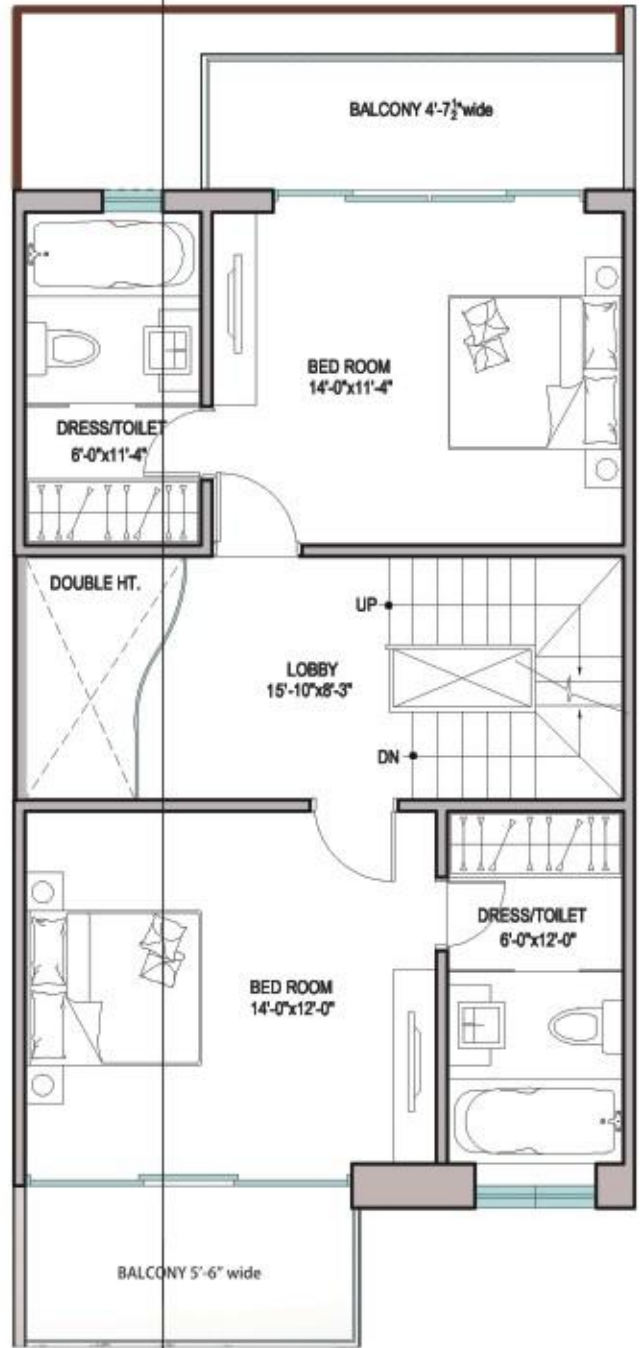 BALCONY 4'-7½" wide
BED ROOM
14'-0"x11'-4"
DRESS/TOILET
6'-0"x11'-4"
DOUBLE HT.
UP
LOBBY
15'-10"x8'-3"
DN
DRESS/TOILET
6'-0"x12'-0"
BED ROOM
14'-0"x12'-0"
BALCONY 5'-6" wide